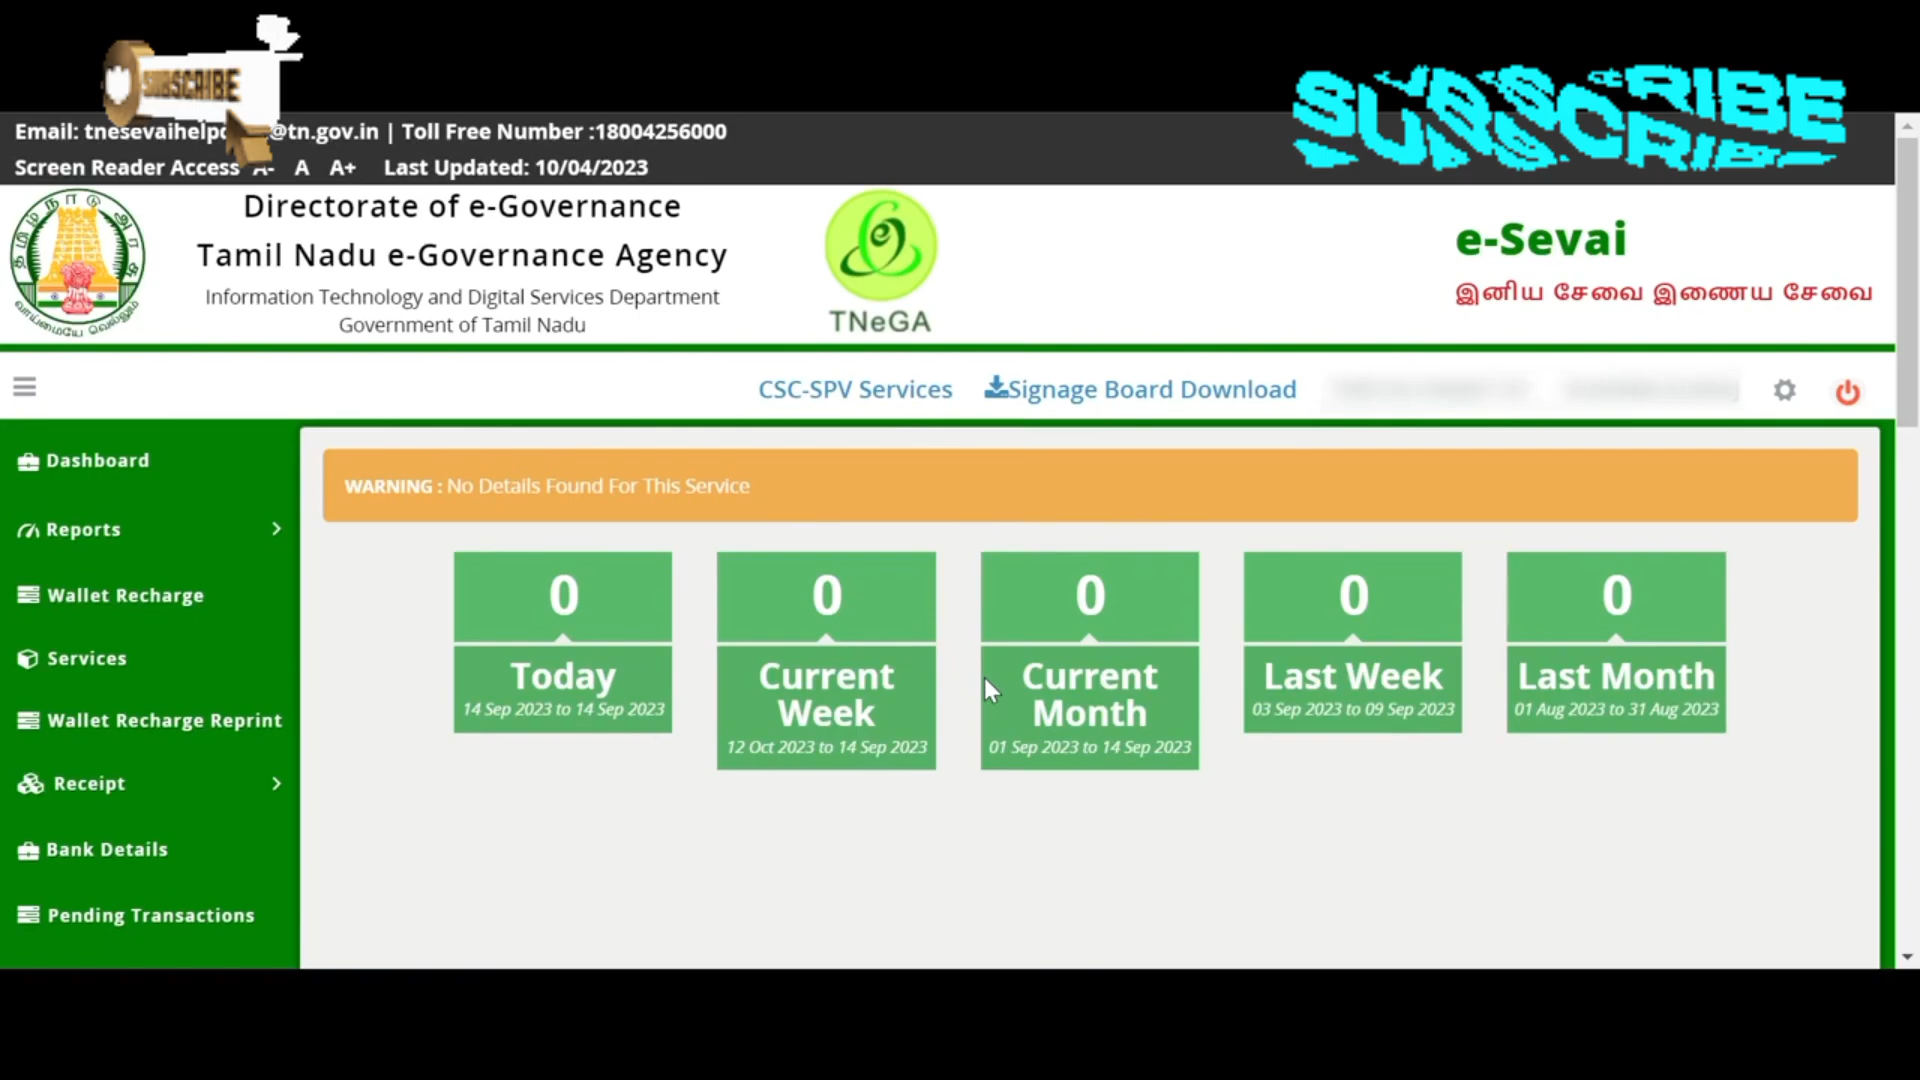 SUBSCRIBE
SUBSCRIBE
Email: tnesevaihelp @tn.gov.in | Toll Free Number :18004256000
Screen Reader Access A- A A+ Last Updated: 10/04/2023
Directorate of e-Governance
Tamil Nadu e-Governance Agency
Information Technology and Digital Services Department
Government of Tamil Nadu
தமிழ்நாடு அரசு
வாய்மையே வெல்லும்
TNeGA
e-Sevai
இனிய சேவை இணைய சேவை
CSC-SPV Services
Signage Board Download
Dashboard
Reports
Wallet Recharge
Services
Wallet Recharge Reprint
Receipt
Bank Details
Pending Transactions
WARNING : No Details Found For This Service
0
Today
14 Sep 2023 to 14 Sep 2023
0
Current
Week
12 Oct 2023 to 14 Sep 2023
0
Current
Month
01 Sep 2023 to 14 Sep 2023
0
Last Week
03 Sep 2023 to 09 Sep 2023
0
Last Month
01 Aug 2023 to 31 Aug 2023